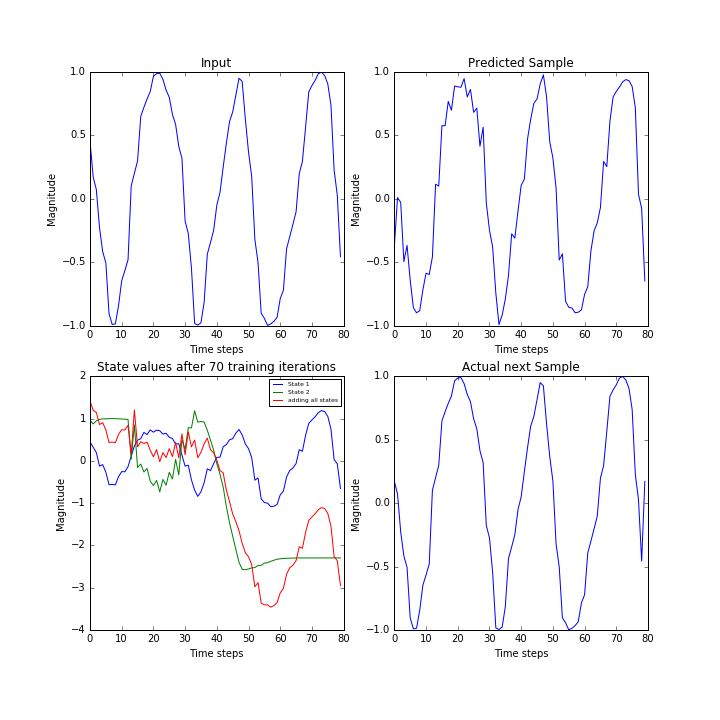 Input
Magnitude
1.0
0.5
0.0
−0.5
−1.0
0 10 20 30 40 50 60 70 80
Time steps
Predicted Sample
Magnitude
1.0
0.5
0.0
−0.5
−1.0
0 10 20 30 40 50 60 70 80
Time steps
State values after 70 training iterations
Magnitude
2
1
0
−1
−2
−3
−4
State 1
State 2
adding all states
0 10 20 30 40 50 60 70 80
Time steps
Actual next Sample
Magnitude
1.0
0.5
0.0
−0.5
−1.0
0 10 20 30 40 50 60 70 80
Time steps